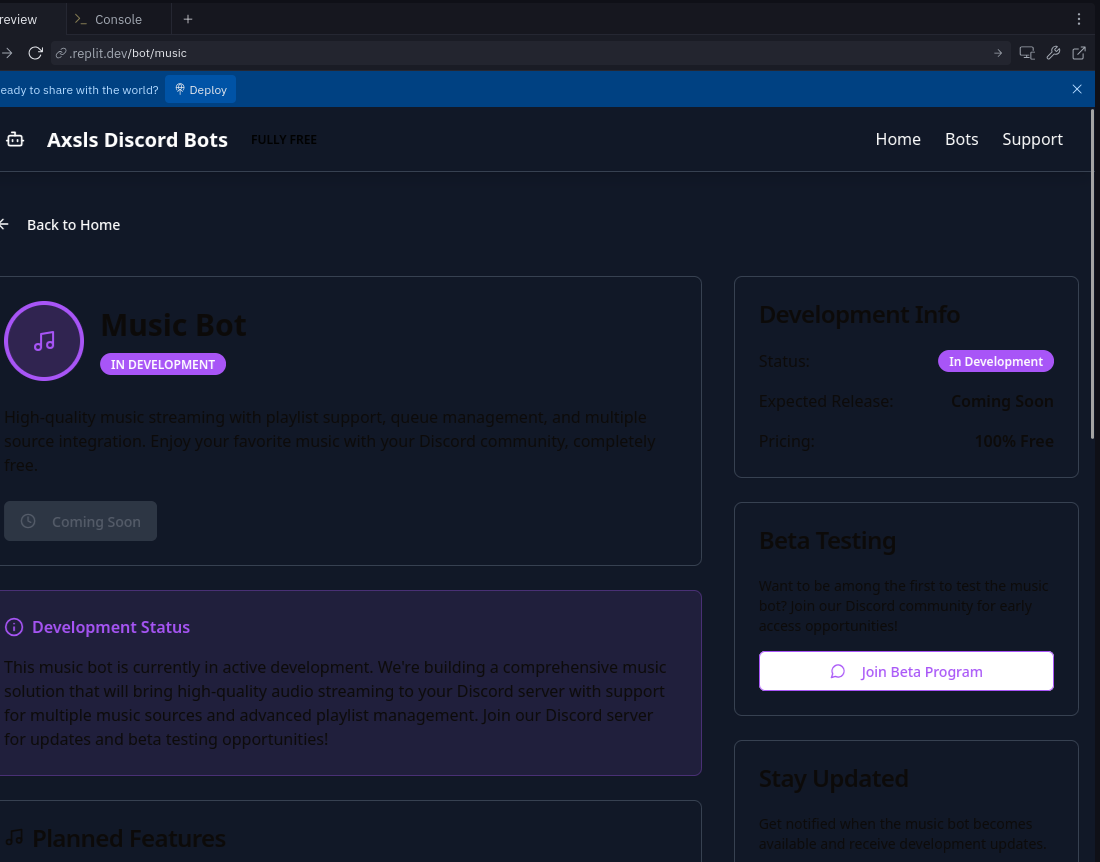 review
Console
.replit.dev/bot/music
eady to share with the world?
Deploy
Axsls Discord Bots
FULLY FREE
Home
Bots
Support
Back to Home
Music Bot
IN DEVELOPMENT
High-quality music streaming with playlist support, queue management, and multiple
source integration. Enjoy your favorite music with your Discord community, completely
free.
Coming Soon
Development Status
This music bot is currently in active development. We're building a comprehensive music
solution that will bring high-quality audio streaming to your Discord server with support
for multiple music sources and advanced playlist management. Join our Discord server
for updates and beta testing opportunities!
Planned Features
Development Info
Status:
In Development
Expected Release:
Coming Soon
Pricing:
100% Free
Beta Testing
Want to be among the first to test the music
bot? Join our Discord community for early
access opportunities!
Join Beta Program
Stay Updated
Get notified when the music bot becomes
available and receive development updates.